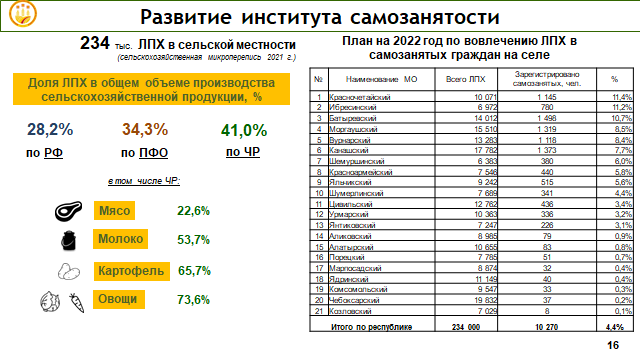 Развитие института самозанятости
234 тыс. ЛПХ в сельской местности
(сельскохозяйственная микроперепись 2021 г.)
Доля ЛПХ в общем объеме производства
сельскохозяйственной продукции, %
28,2% 34,3% 41,0%
по РФ по ПФО по ЧР
в том числе ЧР:
Мясо 22,6%
Молоко 53,7%
Картофель 65,7%
Овощи 73,6%
План на 2022 год по вовлечению ЛПХ в
самозанятых граждан на селе
№ Наименование МО Всего ЛПХ Зарегистрировано самозанятых, чел. %
1 Красночетайский 10 071 1 145 11,4%
2 Ибресинский 6 972 780 11,2%
3 Батыревский 14 012 1 498 10,7%
4 Моргаушский 15 510 1 319 8,5%
5 Вурнарский 13 283 1 118 8,4%
6 Канашский 17 782 1 373 7,7%
7 Шемуршинский 6 383 380 6,0%
8 Красноармейский 7 546 440 5,8%
9 Яльчикский 9 242 515 5,6%
10 Шумерлинский 7 689 341 4,4%
11 Цивильский 12 762 436 3,4%
12 Урмарский 10 363 336 3,2%
13 Янтиковский 7 247 226 3,1%
14 Аликовский 8 985 79 0,9%
15 Алатырский 10 655 83 0,8%
16 Порецкий 7 785 51 0,7%
17 Марпосадский 8 874 32 0,4%
18 Ядринский 11 149 40 0,4%
19 Комсомольский 9 547 33 0,3%
20 Чебоксарский 19 832 37 0,2%
21 Козловский 7 029 8 0,1%
Итого по республике 234 000 10 270 4,4%
16